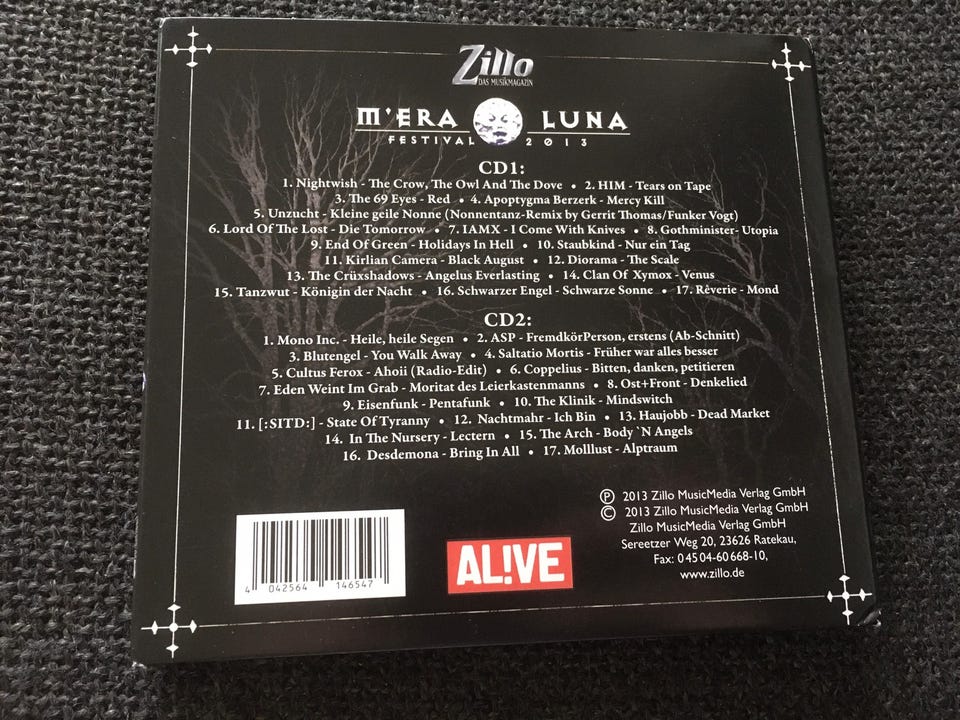 Zillo
DAS MUSIKMAGAZIN
M'ERA LUNA
FESTIVAL 2013
CD1:
1. Nightwish - The Crow, The Owl And The Dove • 2. HIM - Tears on Tape
3. The 69 Eyes - Red • 4. Apoptygma Berzerk - Mercy Kill
5. Unzucht - Kleine geile Nonne (Nonnentanz-Remix by Gerrit Thomas/Funker Vogt)
6. Lord Of The Lost - Die Tomorrow • 7. IAMX - I Come With Knives • 8. Gothminister- Utopia
9. End Of Green - Holidays In Hell • 10. Staubkind - Nur ein Tag
11. Kirlian Camera - Black August • 12. Diorama - The Scale
13. The Crüxshadows - Angelus Everlasting • 14. Clan Of Xymox - Venus
15. Tanzwut - Königin der Nacht • 16. Schwarzer Engel - Schwarze Sonne • 17. Rêverie - Mond
CD2:
1. Mono Inc. - Heile, heile Segen • 2. ASP - FremdkörPerson, erstens (Ab-Schnitt)
3. Blutengel - You Walk Away • 4. Saltatio Mortis - Früher war alles besser
5. Cultus Ferox - Ahoii (Radio-Edit) • 6. Coppelius - Bitten, danken, petitieren
7. Eden Weint Im Grab - Moritat des Leierkastenmanns • 8. Ost+Front - Denkelied
9. Eisenfunk - Pentafunk • 10. The Klinik - Mindswitch
11. [:SITD:] - State Of Tyranny • 12. Nachtmahr - Ich Bin • 13. Haujobb - Dead Market
14. In The Nursery - Lectern • 15. The Arch - Body `N Angels
16. Desdemona - Bring In All • 17. Molllust - Alptraum
Ⓟ 2013 Zillo MusicMedia Verlag GmbH
© 2013 Zillo MusicMedia Verlag GmbH
Zillo MusicMedia Verlag GmbH
Sereetzer Weg 20, 23626 Ratekau,
Fax: 04504-60668-10,
www.zillo.de
AL!VE
4 042564 146547